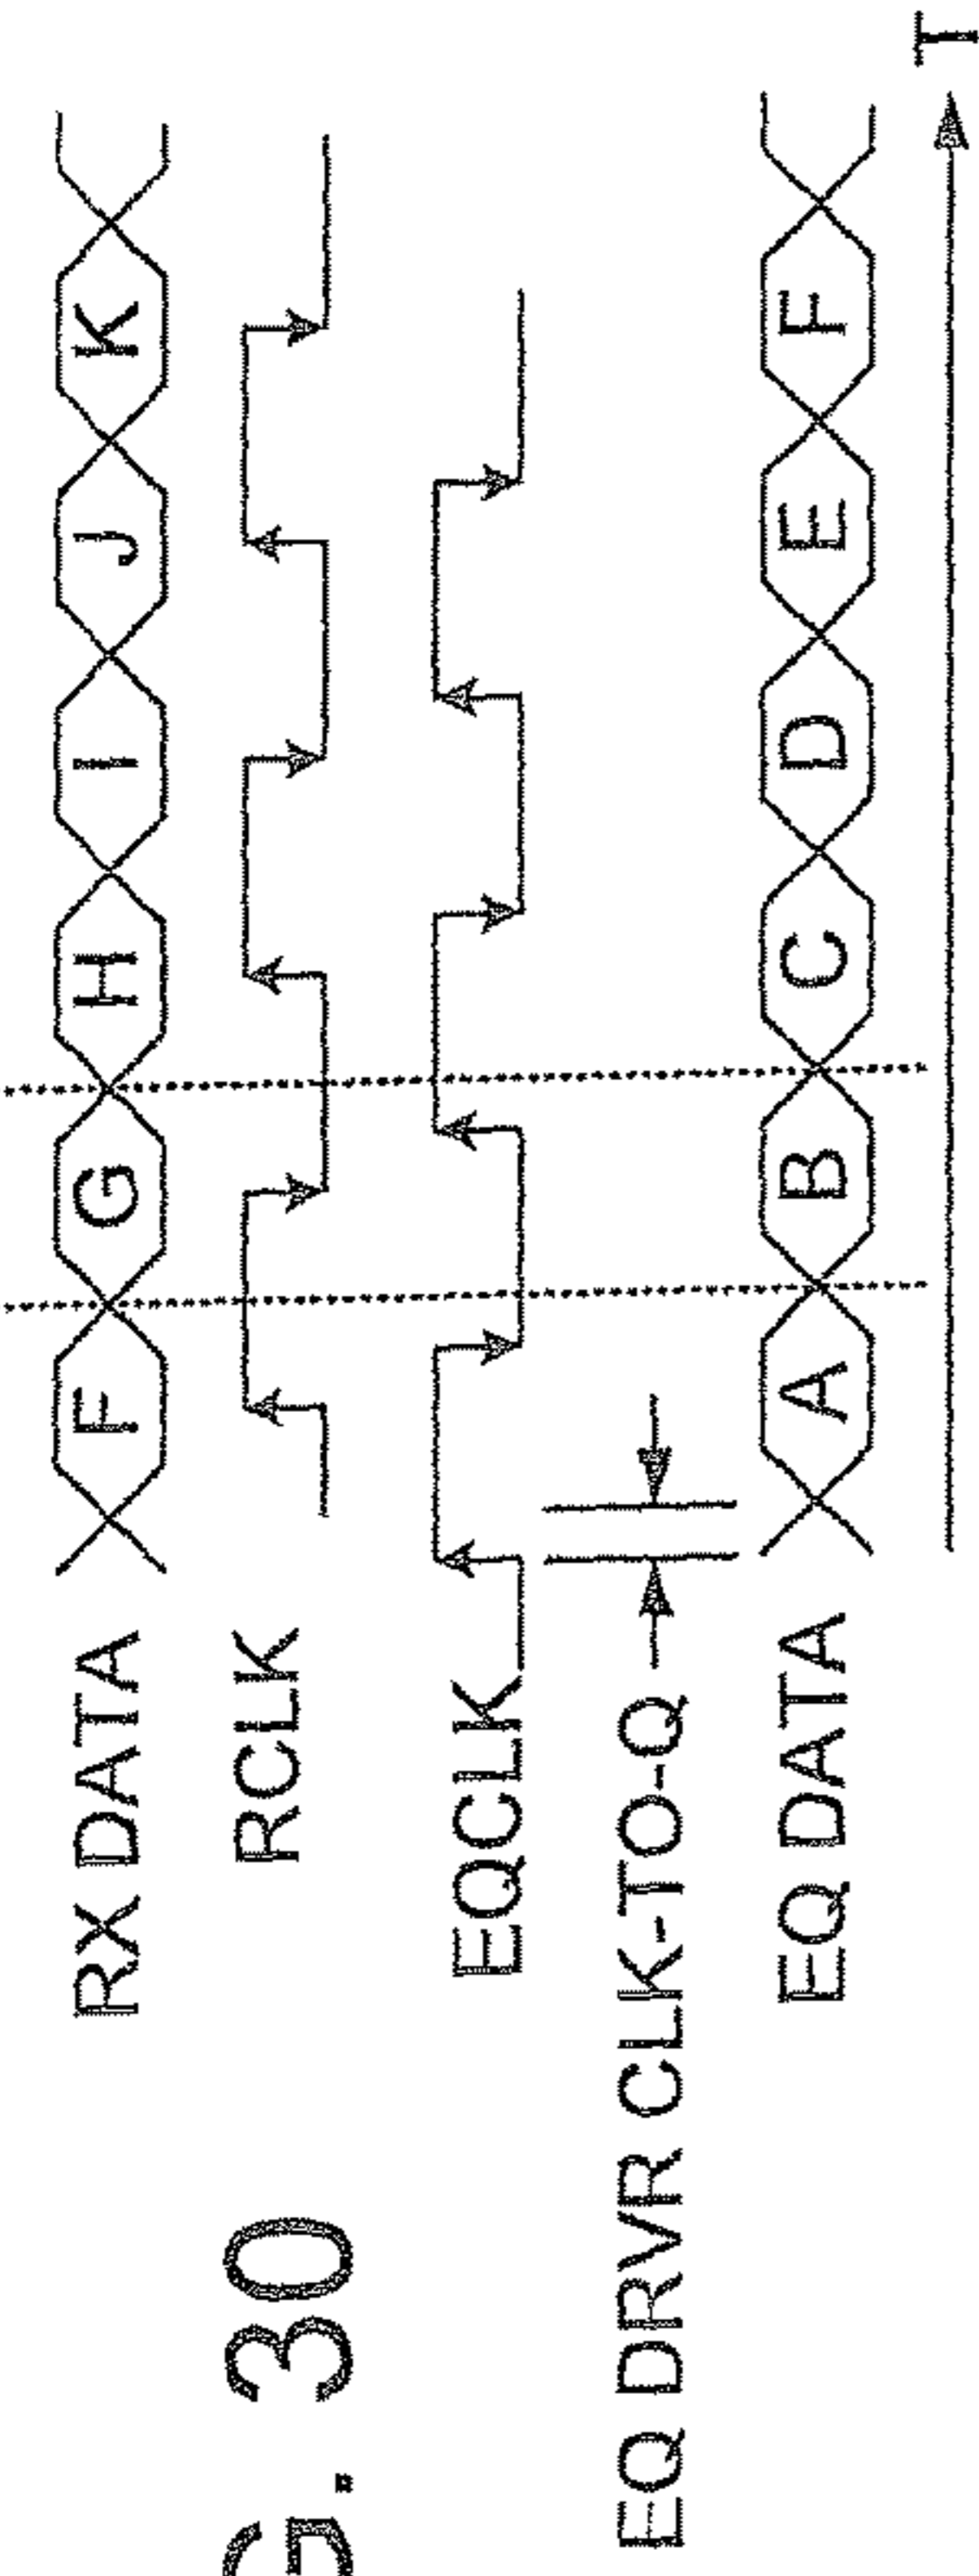 G. 30
RX DATA F G H I J K
RCLK
EQCLK
EQ DRVR CLK-TO-Q
EQ DATA A B C D E F
T